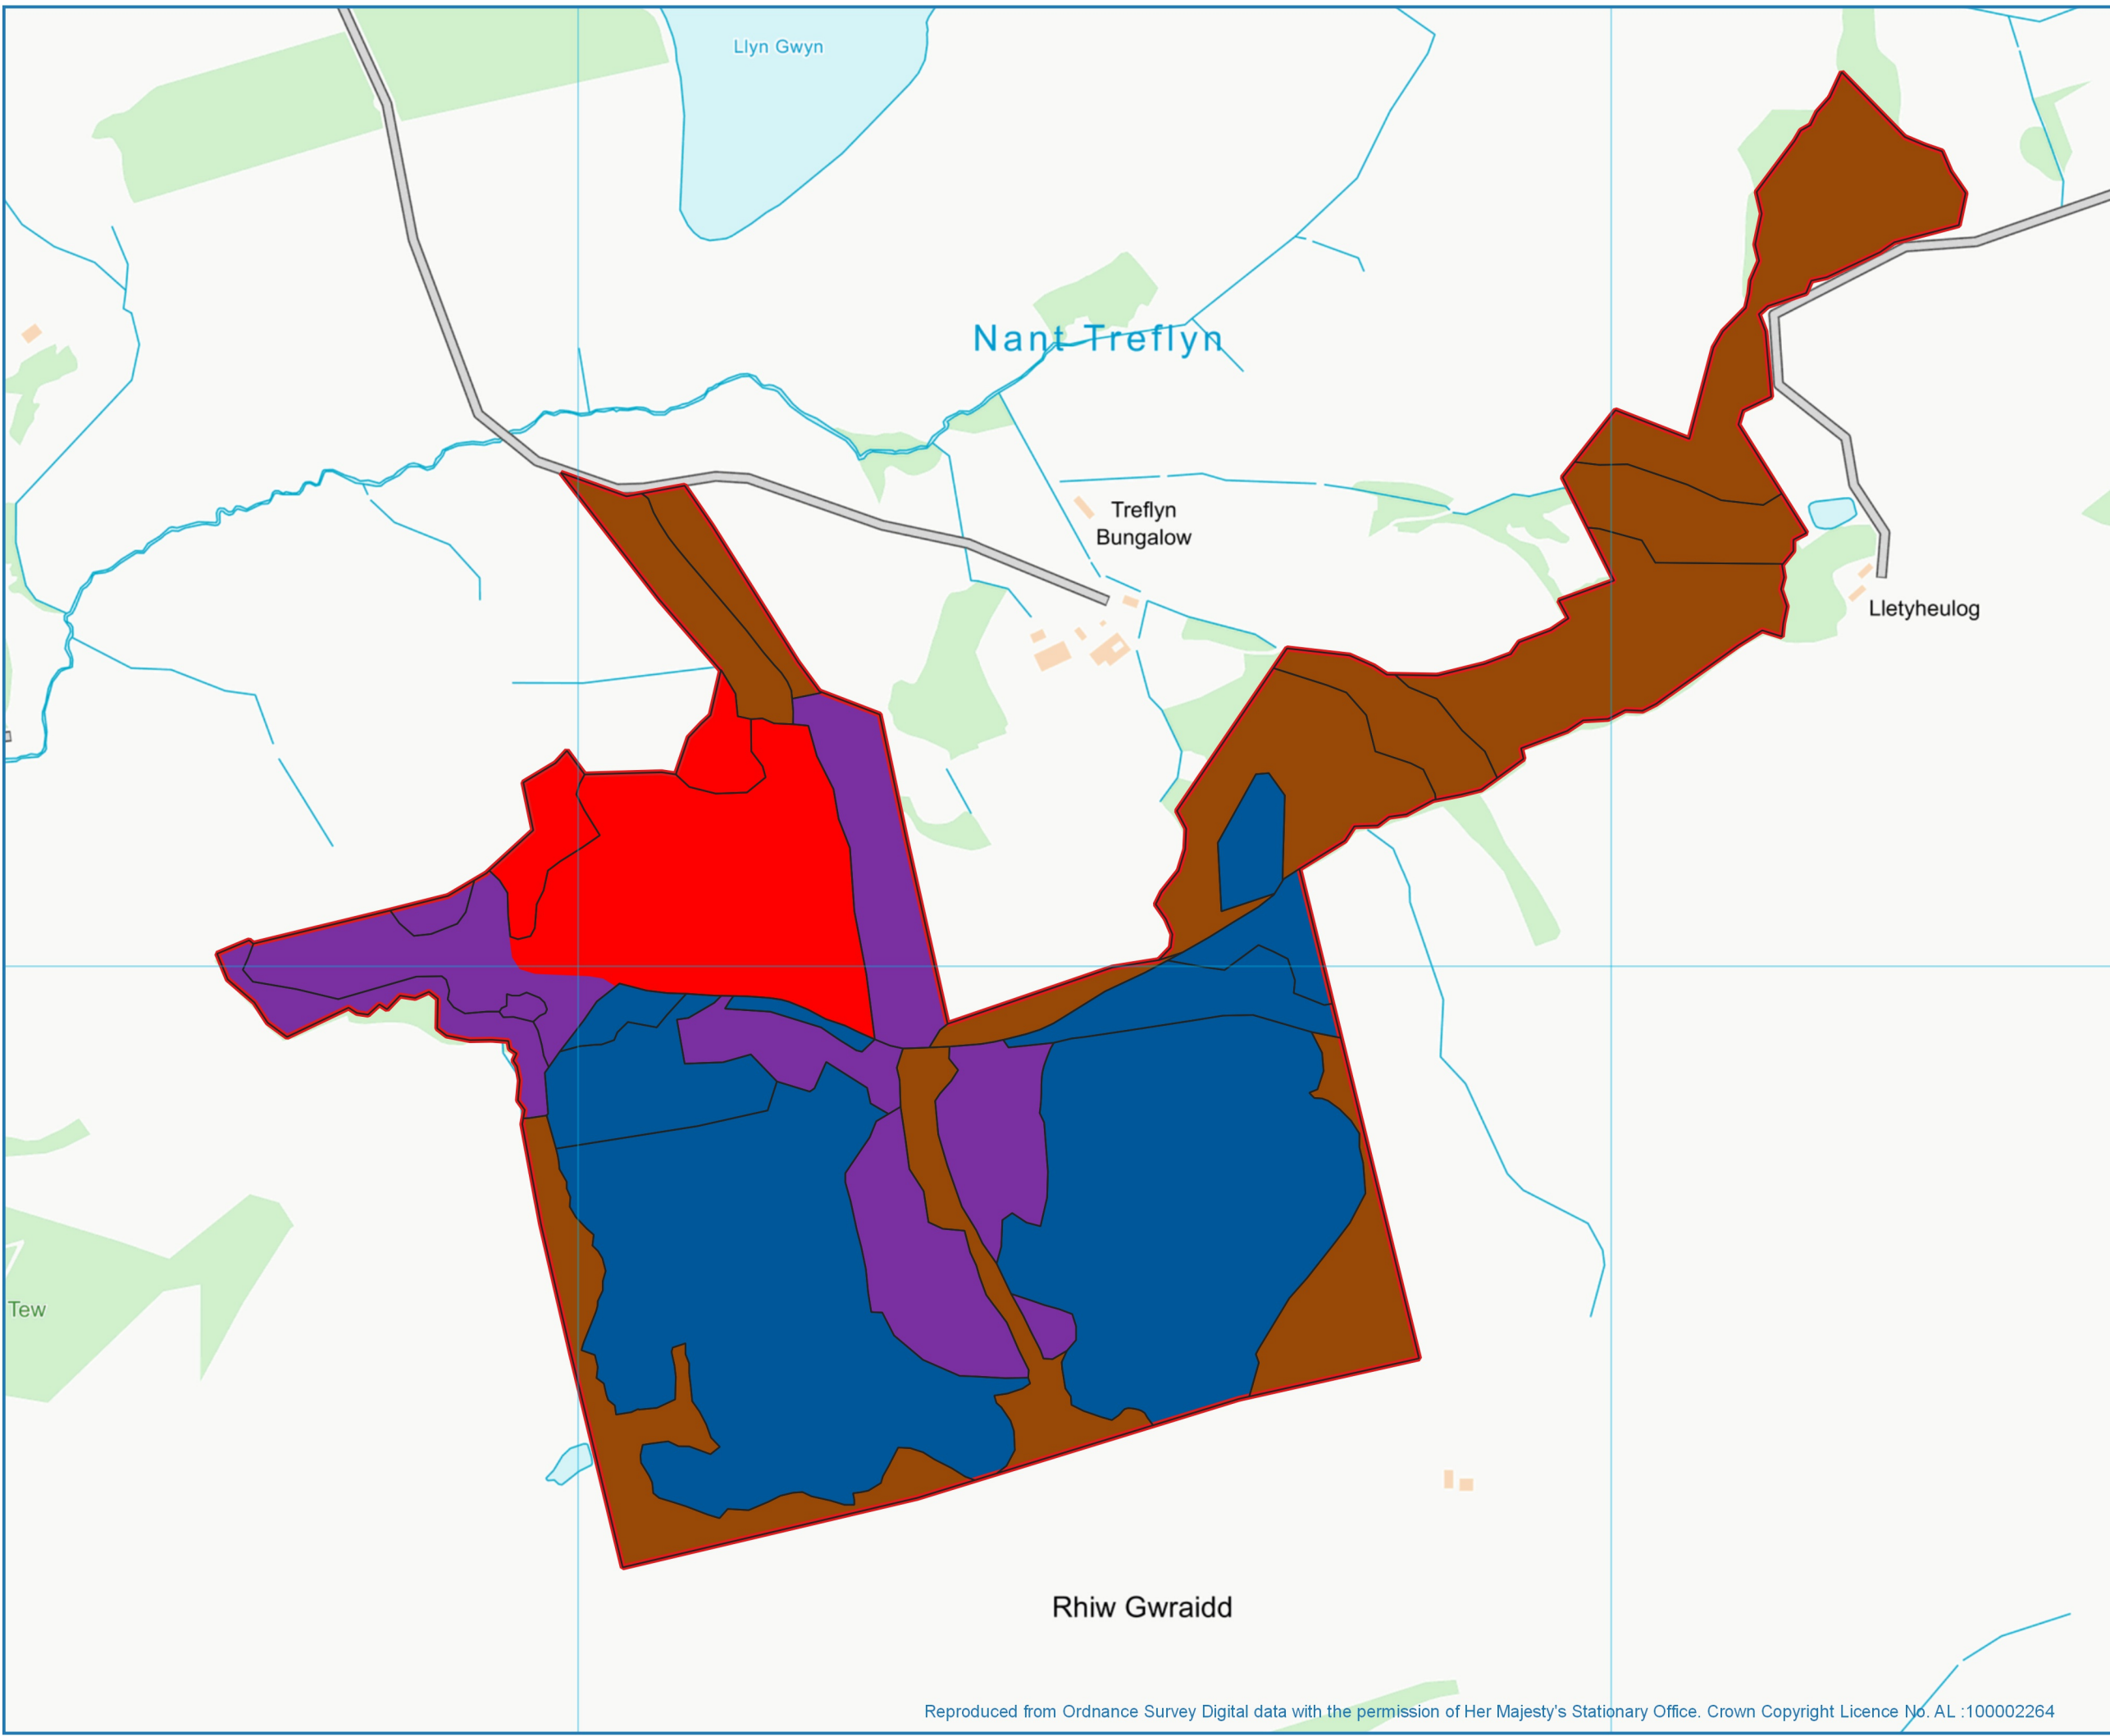 Llyn Gwyn
Nant Treflyn
Treflyn
Bungalow
Lletyheulog
Tew
Rhiw Gwraidd
Reproduced from Ordnance Survey Digital data with the permission of Her Majesty's Stationary Office. Crown Copyright Licence No. AL :100002264